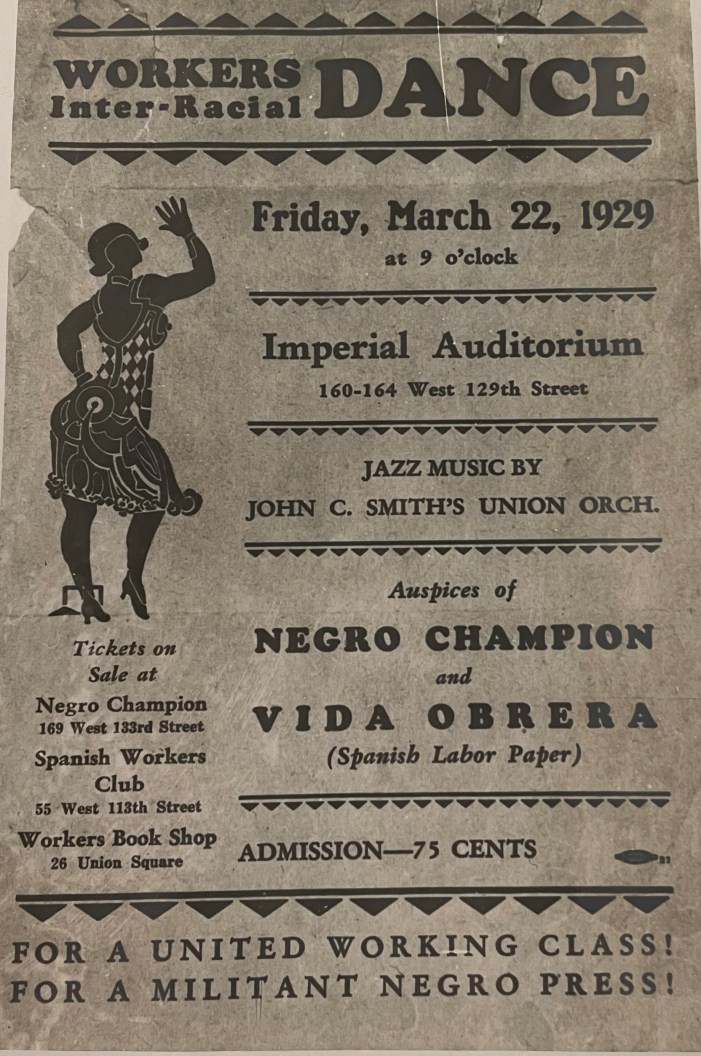 WORKERS
Inter-Racial
DANCE
Friday, March 22, 1929
at 9 o'clock
Imperial Auditorium
160-164 West 129th Street
JAZZ MUSIC BY
JOHN C. SMITH'S UNION ORCH.
Auspices of
NEGRO CHAMPION
and
VIDA OBRERA
(Spanish Labor Paper)
ADMISSION—75 CENTS
Tickets on
Sale at
Negro Champion
169 West 133rd Street
Spanish Workers
Club
55 West 113th Street
Workers Book Shop
26 Union Square
FOR A UNITED WORKING CLASS!
FOR A MILITANT NEGRO PRESS!